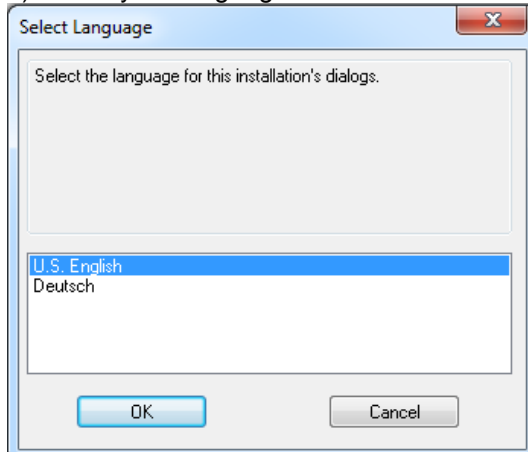 Select Language
Select the language for this installation's dialogs.
U.S. English
Deutsch
OK
Cancel